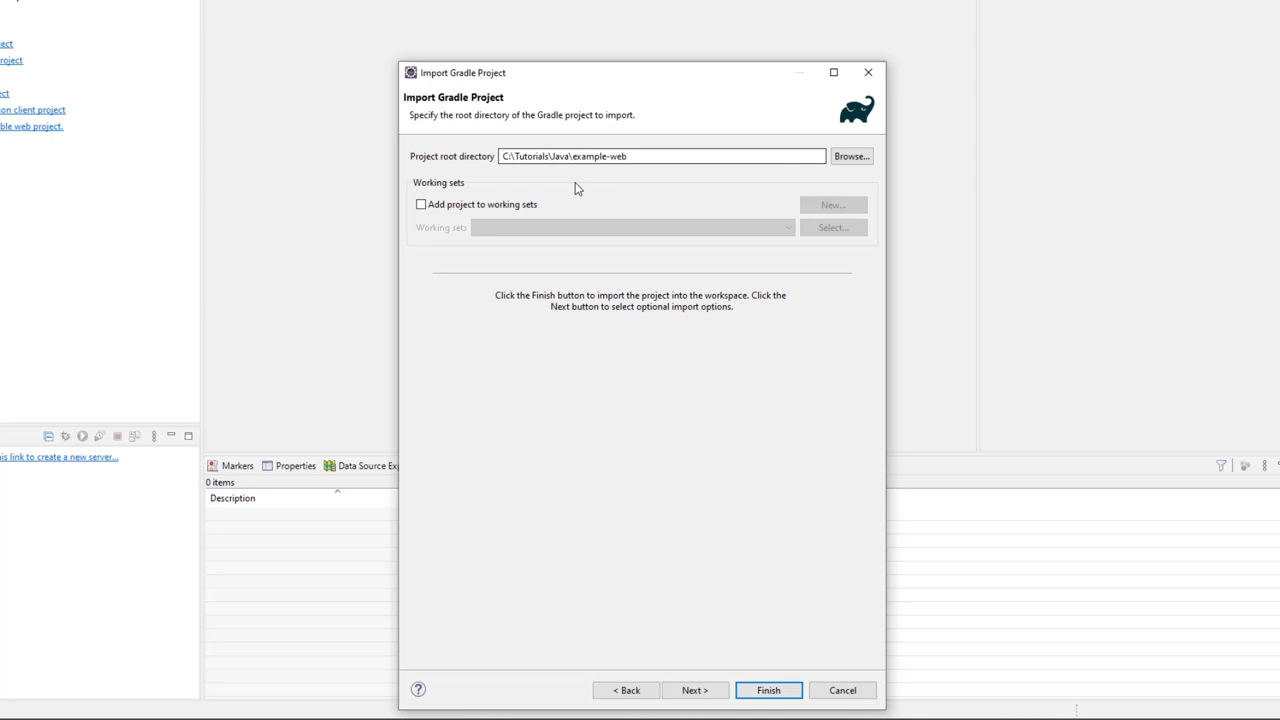 ject
roject
ect
ion client project
ble web project.
Import Gradle Project
Import Gradle Project
Specify the root directory of the Gradle project to import.
Project root directory C:\Tutorials\Java\example-web Browse...
Working sets
Add project to working sets New...
Working sets Select...
Click the Finish button to import the project into the workspace. Click the
Next button to select optional import options.
his link to create a new server...
Markers Properties Data Source Exp
0 items
Description
< Back Next > Finish Cancel